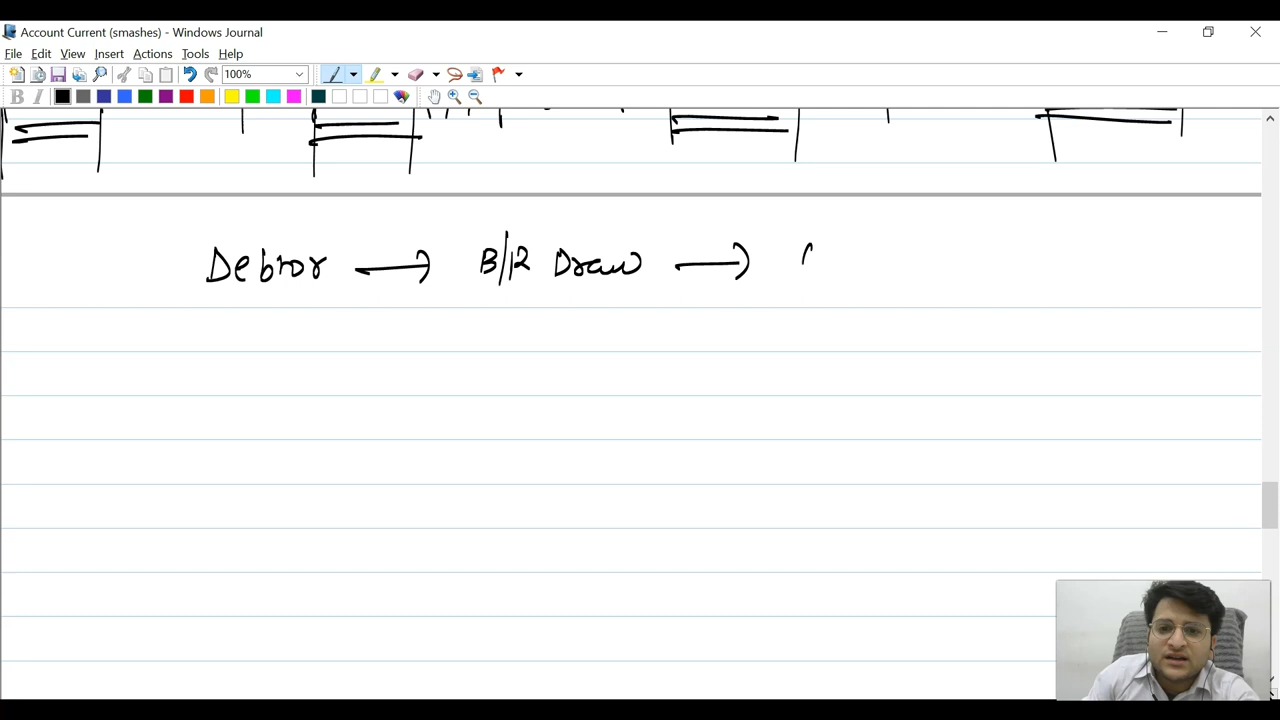 Account Current (smashes) - Windows Journal
File Edit View Insert Actions Tools Help
100%
B I
Debtor → B/R Draw →